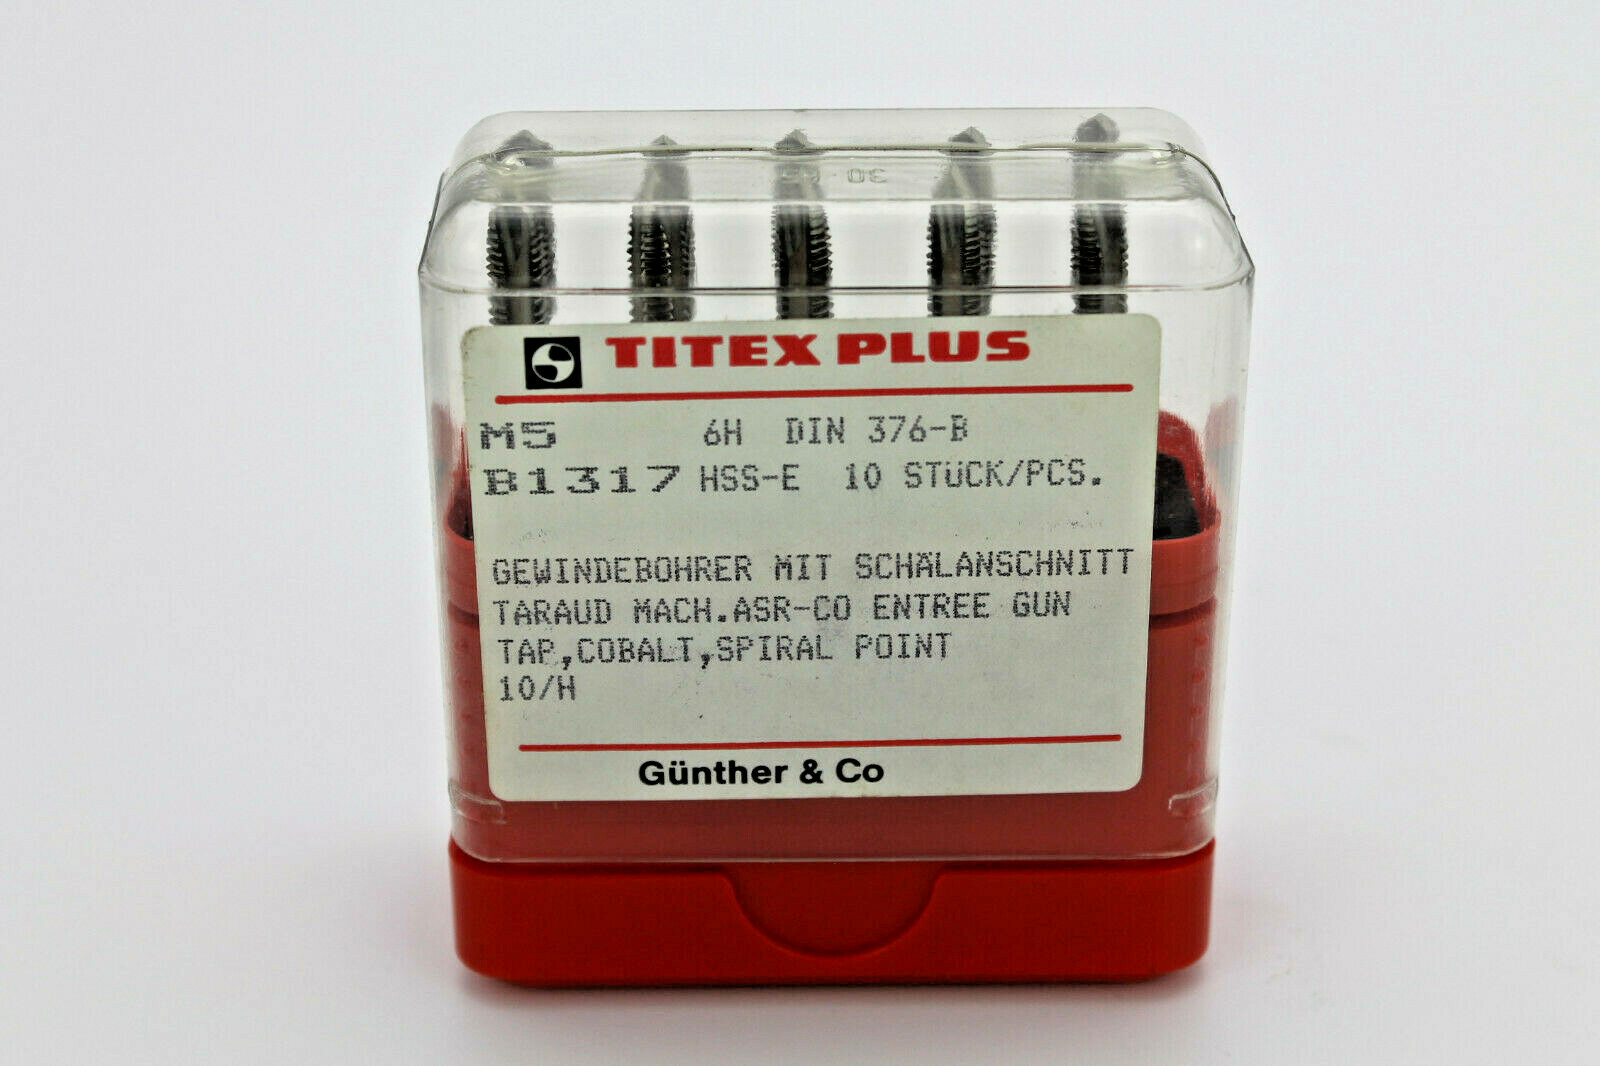 TITEX PLUS
M5 6H DIN 376-B
B1317 HSS-E 10 STÜCK/PCS.
GEWINDEBOHRER MIT SCHÄLANSCHNITT
TARAUD MACH.ASR-CO ENTREE GUN
TAP,COBALT,SPIRAL POINT
10/H
Günther & Co